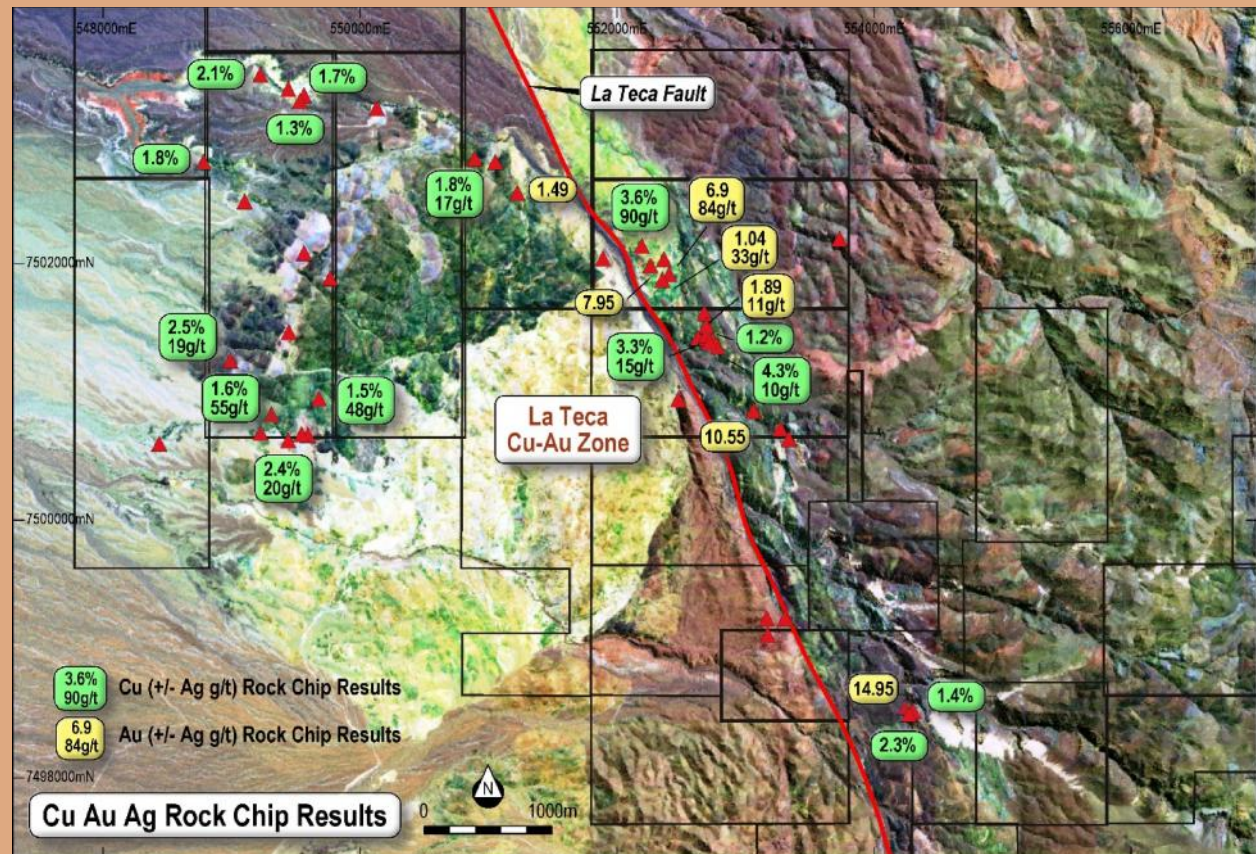 548000mE
550000mE
552000mE
554000mE
556000mE
2.1%
1.7%
La Teca Fault
1.3%
1.8%
1.8%
17g/t
1.49
3.6%
90g/t
6.9
84g/t
1.04
33g/t
7502000mN
7.95
1.89
11g/t
2.5%
19g/t
3.3%
15g/t
1.2%
4.3%
10g/t
1.6%
55g/t
1.5%
48g/t
La Teca
Cu-Au Zone
10.55
2.4%
20g/t
7500000mN
14.95
1.4%
2.3%
3.6%
90g/t
Cu (+/- Ag g/t) Rock Chip Results
6.9
84g/t
Au (+/- Ag g/t) Rock Chip Results
7498000mN
N
Cu Au Ag Rock Chip Results
0
1000m